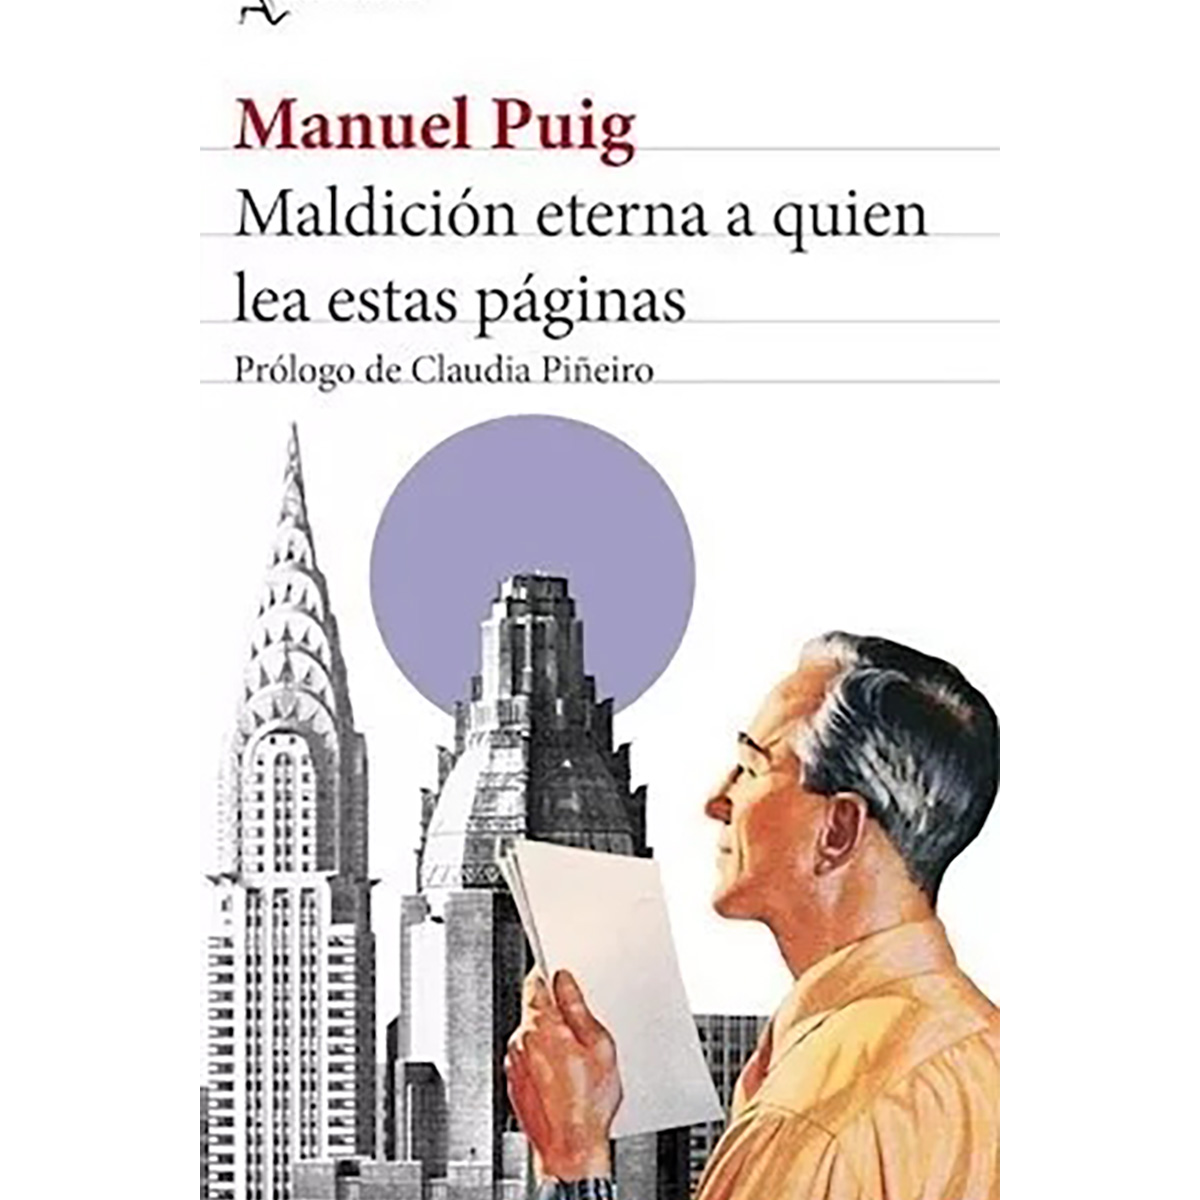 Manuel Puig
Maldición eterna a quien
lea estas páginas
Prólogo de Claudia Piñeiro